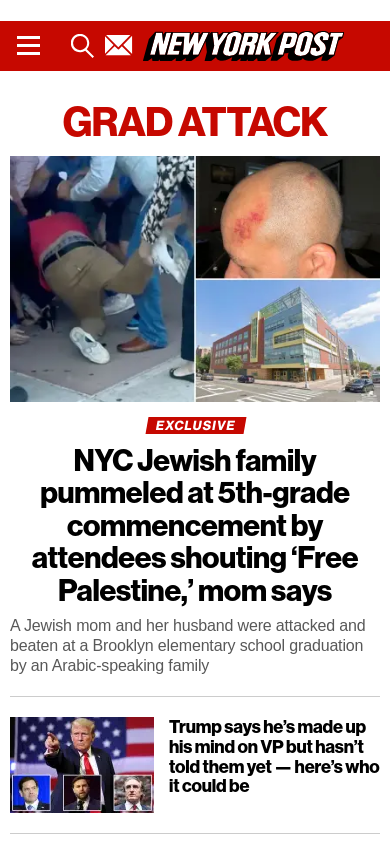 NEW YORK POST
GRAD ATTACK
EXCLUSIVE
NYC Jewish family
pummeled at 5th-grade
commencement by
attendees shouting ‘Free
Palestine,’ mom says
A Jewish mom and her husband were attacked and
beaten at a Brooklyn elementary school graduation
by an Arabic-speaking family
Trump says he’s made up
his mind on VP but hasn’t
told them yet — here’s who
it could be